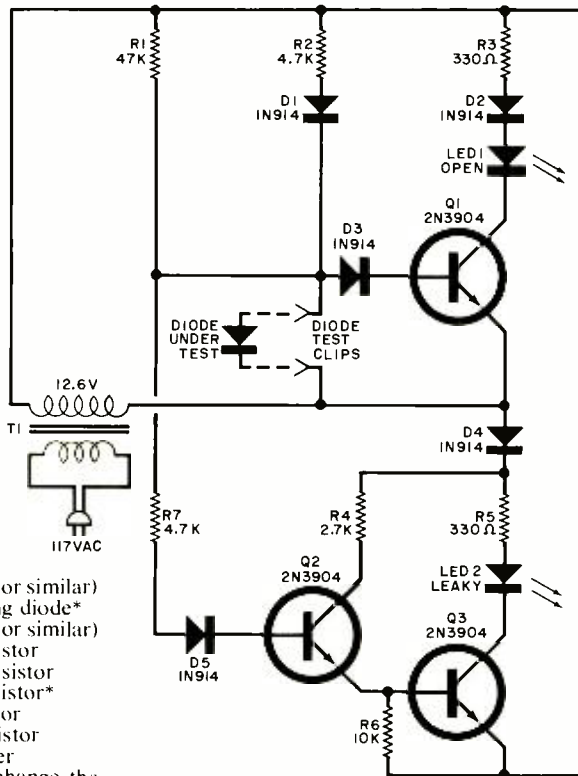 R1
47K
R2
4.7K
R3
330Ω
D1
1N914
D2
1N914
LED1
OPEN
Q1
2N3904
D3
1N914
DIODE
UNDER
TEST
DIODE
TEST
CLIPS
12.6V
T1
117VAC
D4
1N914
R7
4.7K
R4
2.7K
R5
330Ω
Q2
2N3904
LED 2
LEAKY
Q3
2N3904
D5
1N914
R6
10K
or similar)
ng diode*
or similar)
stor
sistor
istor*
or
istor
er
change the